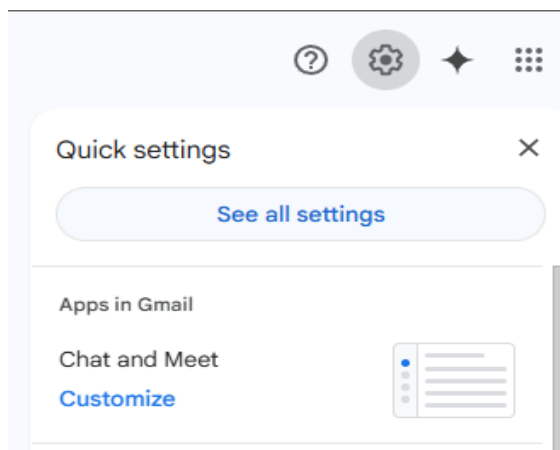 Quick settings
See all settings
Apps in Gmail
Chat and Meet
Customize